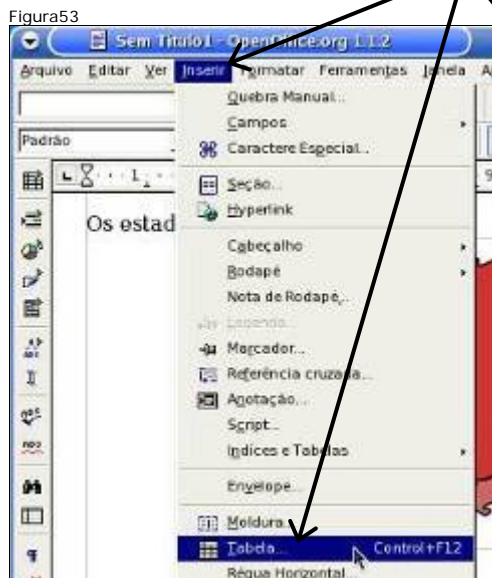 Figura53
Sem Título1 - OpenOffice.org 1.1.2
Arquivo Editar Ver Inserir Formatar Ferramentas Janela A
Quebra Manual...
Campos
Padrão
Caractere Especial...
Seção...
Hyperlink
Os estad
Cabeçalho
Rodapé
Nota de Rodapé...
Legenda...
Marcador...
Referência cruzada...
Anotação...
Script...
Índices e Tabelas
Envelope...
Moldura...
Tabela... Control+F12
Régua Horizontal...